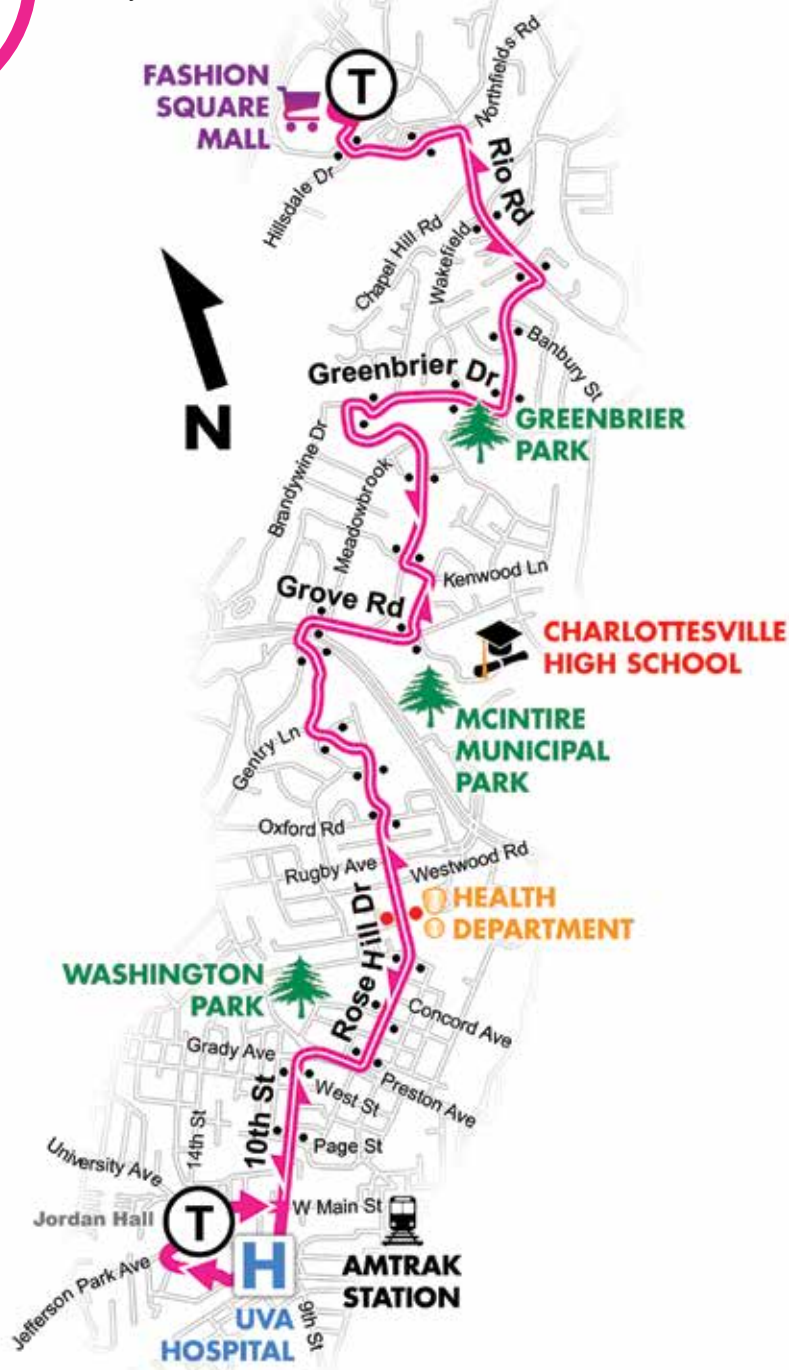 Northfields Rd
FASHION
SQUARE
MALL
T
Rio Rd
Hillsdale Dr
Chapel Hill Rd
Wakefield
N
Banbury St
Greenbrier Dr
GREENBRIER
PARK
Brandywine Dr
Meadowbrook
Kenwood Ln
Grove Rd
CHARLOTTESVILLE
HIGH SCHOOL
MCINTIRE
MUNICIPAL
PARK
Gentry Ln
Oxford Rd
Rugby Ave
Westwood Rd
HEALTH
DEPARTMENT
Rose Hill Dr
WASHINGTON
PARK
Concord Ave
Grady Ave
Preston Ave
West St
10th St
14th St
Page St
University Ave
Jordan Hall
T
W Main St
Jefferson Park Ave
H
AMTRAK
STATION
UVA
HOSPITAL
9th St